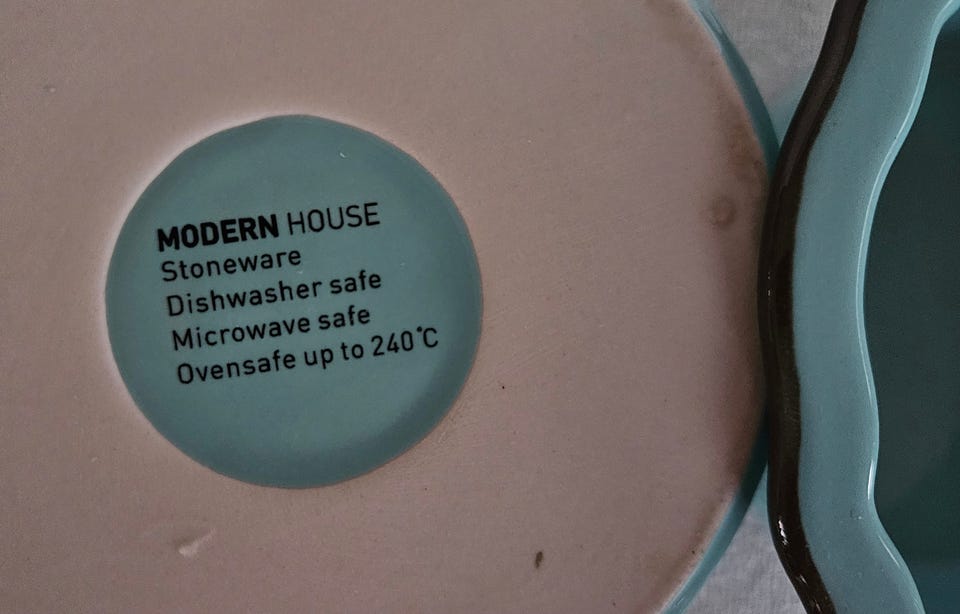 MODERN HOUSE
Stoneware
Dishwasher safe
Microwave safe
Ovensafe up to 240°C